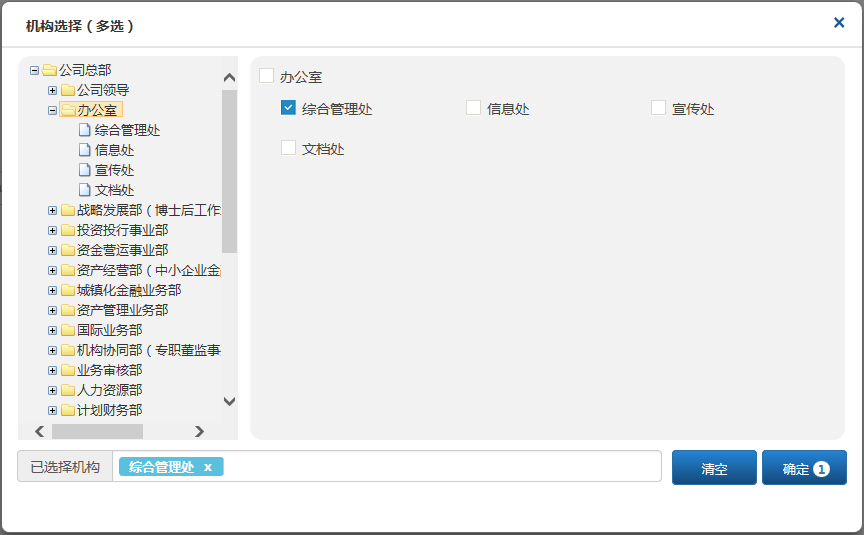 机构选择（多选）
×
公司总部
公司领导
办公室
综合管理处
信息处
宣传处
文档处
战略发展部（博士后工作
投资投行事业部
资金营运事业部
资产经营部（中小企业金
城镇化金融业务部
资产管理业务部
国际业务部
机构协同部（专职董监事
业务审核部
人力资源部
计划财务部
办公室
综合管理处 信息处 宣传处
文档处
已选择机构 综合管理处 x 清空 确定 1